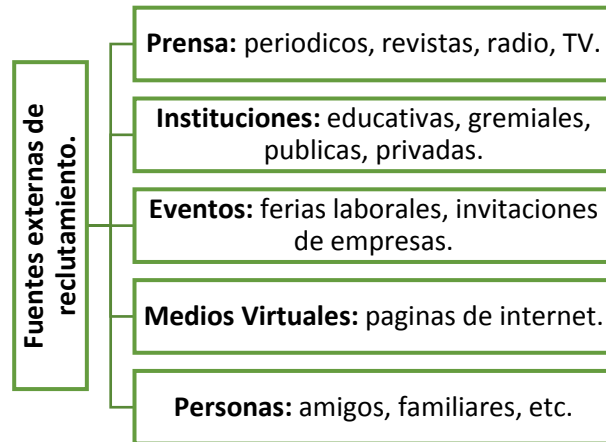 Fuentes externas de
reclutamiento.
Prensa: periodicos, revistas, radio, TV.
Instituciones: educativas, gremiales,
publicas, privadas.
Eventos: ferias laborales, invitaciones
de empresas.
Medios Virtuales: paginas de internet.
Personas: amigos, familiares, etc.